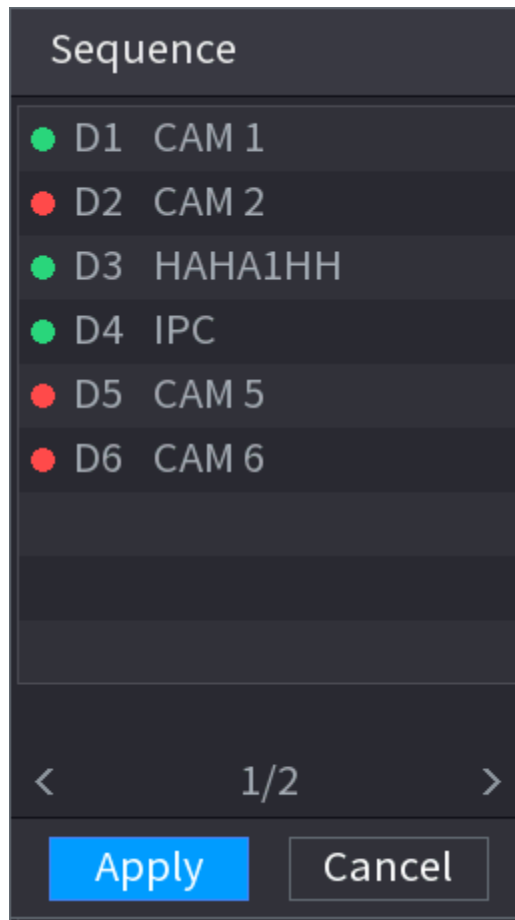 Sequence
D1 CAM 1
D2 CAM 2
D3 HAHA1HH
D4 IPC
D5 CAM 5
D6 CAM 6
< 1/2 >
Apply Cancel